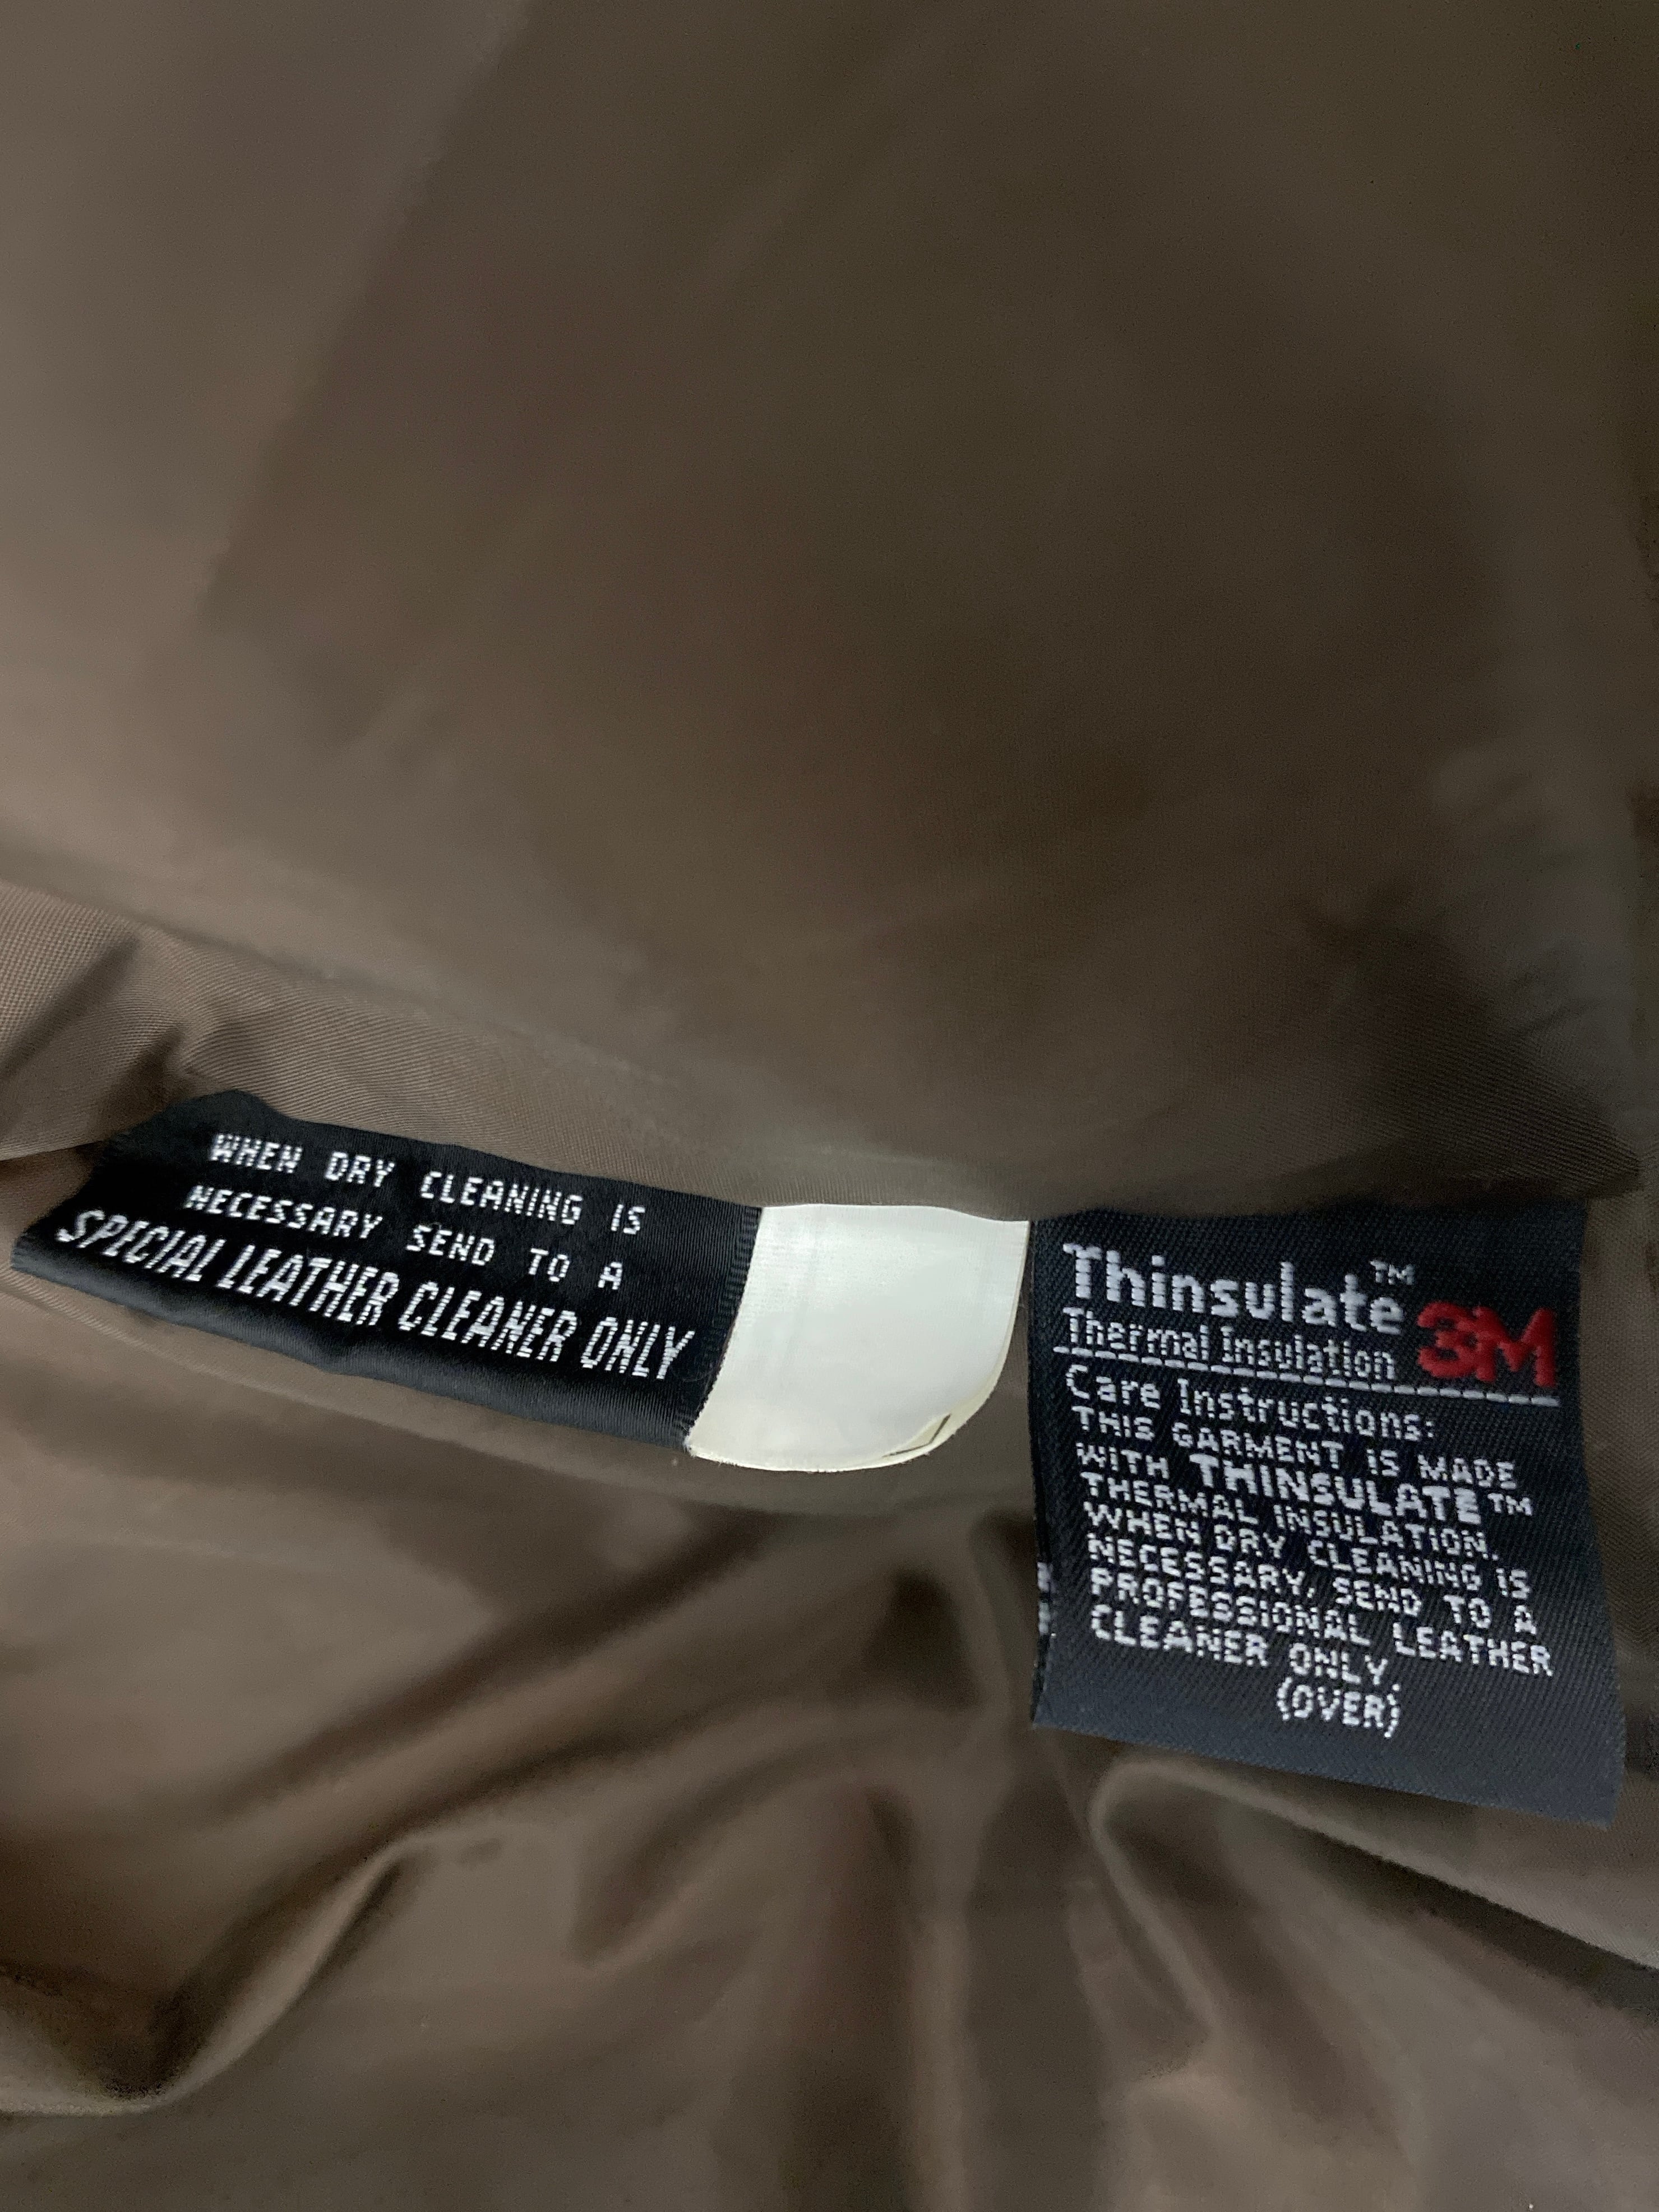 WHEN DRY CLEANING IS
NECESSARY SEND TO A
SPECIAL LEATHER CLEANER ONLY
Thinsulate™
Thermal Insulation 3M
Care Instructions:
THIS GARMENT IS MADE
WITH THINSULATE™
THERMAL INSULATION.
WHEN DRY CLEANING IS
NECESSARY, SEND TO A
PROFESSIONAL LEATHER
CLEANER ONLY.
(OVER)